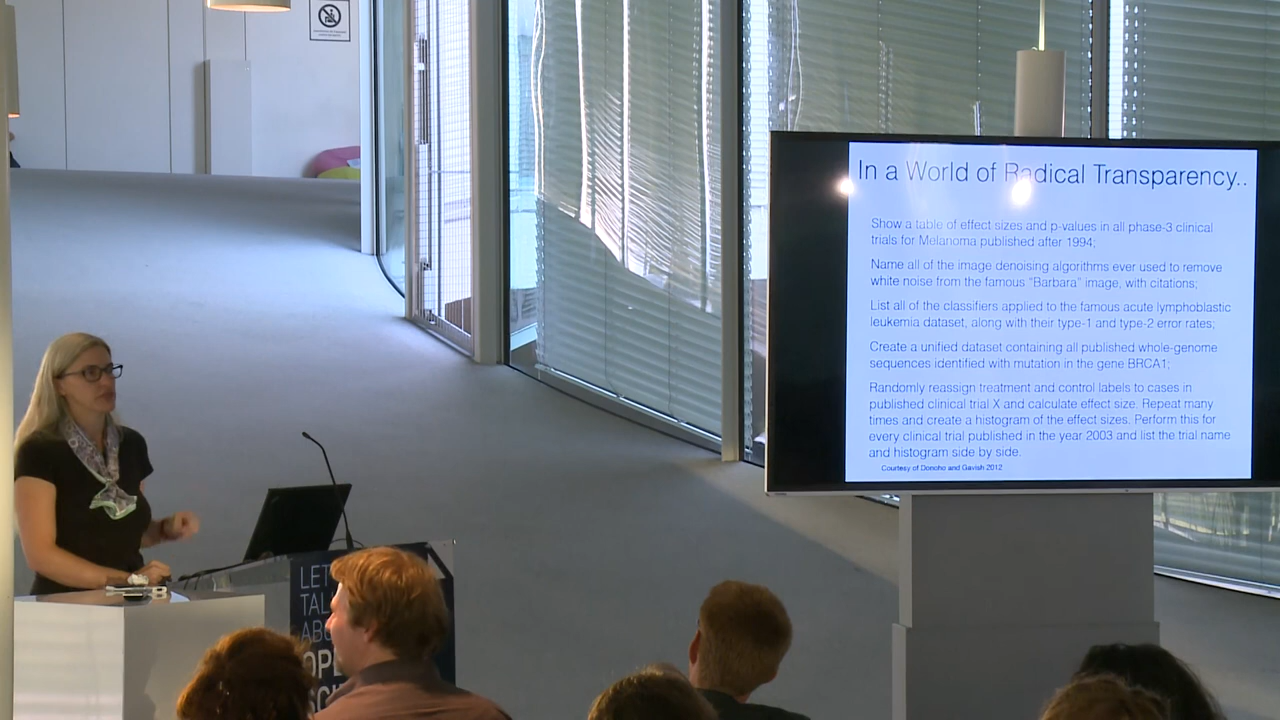 In a World of Radical Transparency..
Show a table of effect sizes and p-values in all phase-3 clinical
trials for Melanoma published after 1994;
Name all of the image denoising algorithms ever used to remove
white noise from the famous "Barbara" image, with citations;
List all of the classifiers applied to the famous acute lymphoblastic
leukemia dataset, along with their type-1 and type-2 error rates;
Create a unified dataset containing all published whole-genome
sequences identified with mutation in the gene BRCA1;
Randomly reassign treatment and control labels to cases in
published clinical trial X and calculate effect size. Repeat many
times and create a histogram of the effect sizes. Perform this for
every clinical trial published in the year 2003 and list the trial name
and histogram side by side.
Courtesy of Donoho and Gavish 2012
LET
TAL
ABO
OPE
SCI